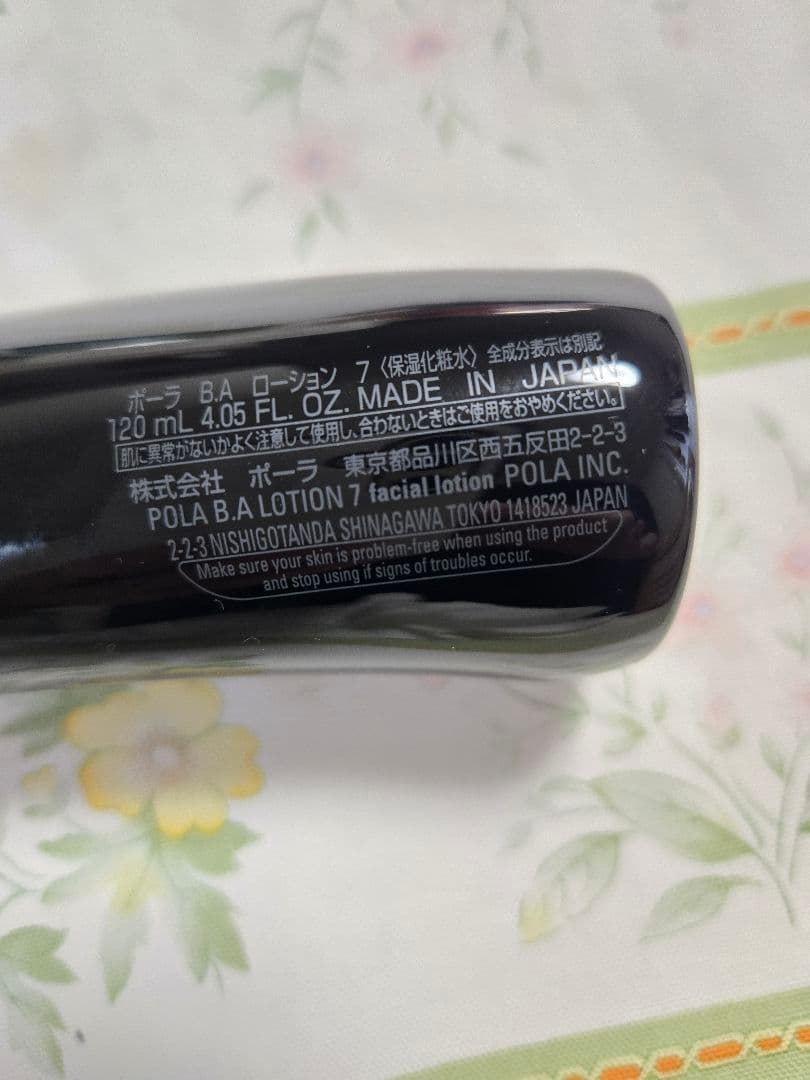 ポーラ B.A ローション 7〈保湿化粧水〉全成分表示は別記
120 mL 4.05 FL. OZ. MADE IN JAPAN
肌に異常がないかよく注意して使用し、合わないときはご使用をおやめください。
株式会社 ポーラ 東京都品川区西五反田2-2-3
POLA B.A LOTION 7 facial lotion POLA INC.
2-2-3 NISHIGOTANDA SHINAGAWA TOKYO 1418523 JAPAN
Make sure your skin is problem-free when using the product
and stop using if signs of troubles occur.